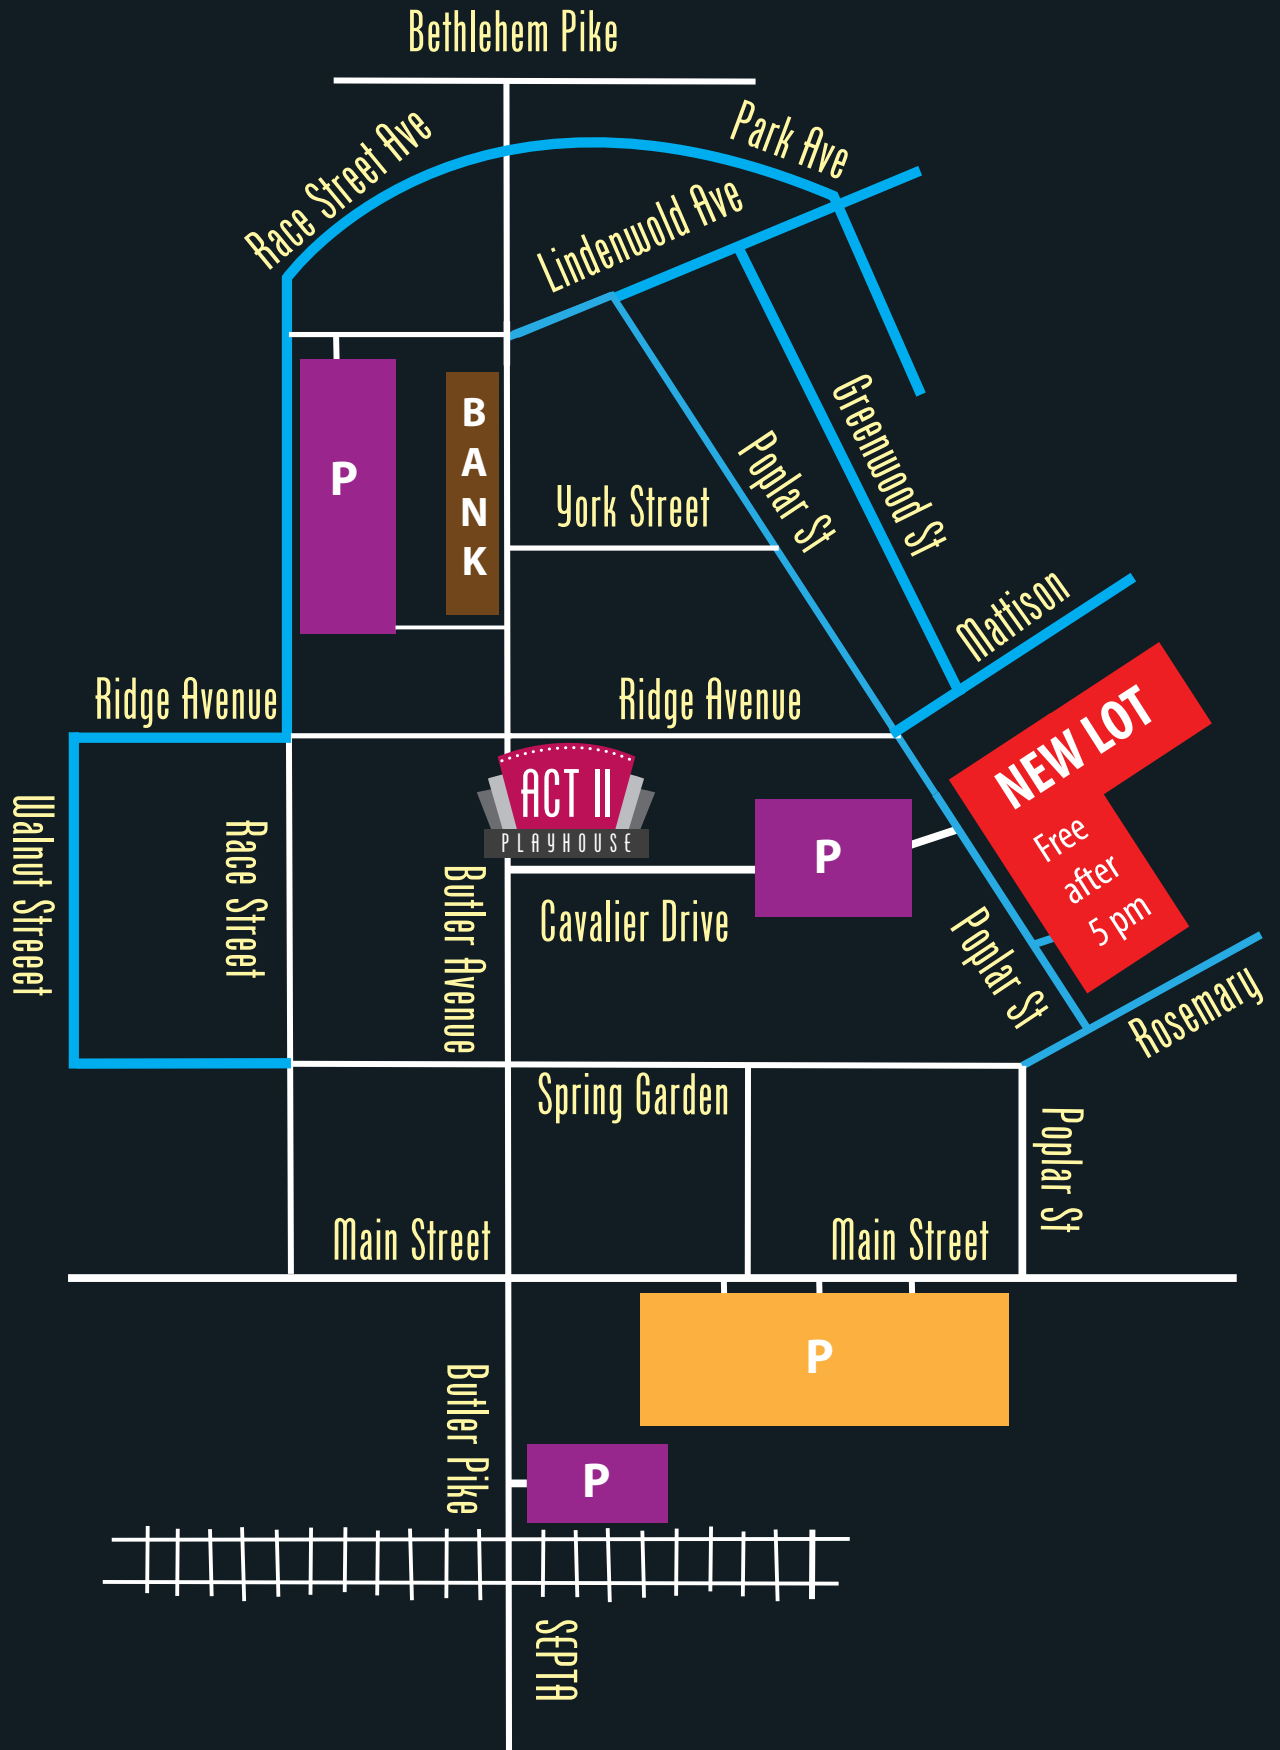 Bethlehem Pike
Race Street Ave
Park Ave
Lindenwold Ave
P
B
A
N
K
York Street
Poplar St
Greenwood St
Mattison
Ridge Avenue
Ridge Avenue
NEW LOT
Free
after
5 pm
ACT II
PLAYHOUSE
P
Walnut Streeet
Race Street
Butler Avenue
Cavalier Drive
Poplar St
Rosemary
Spring Garden
Poplar St
Main Street
Main Street
P
Butler Pike
P
SEPTA